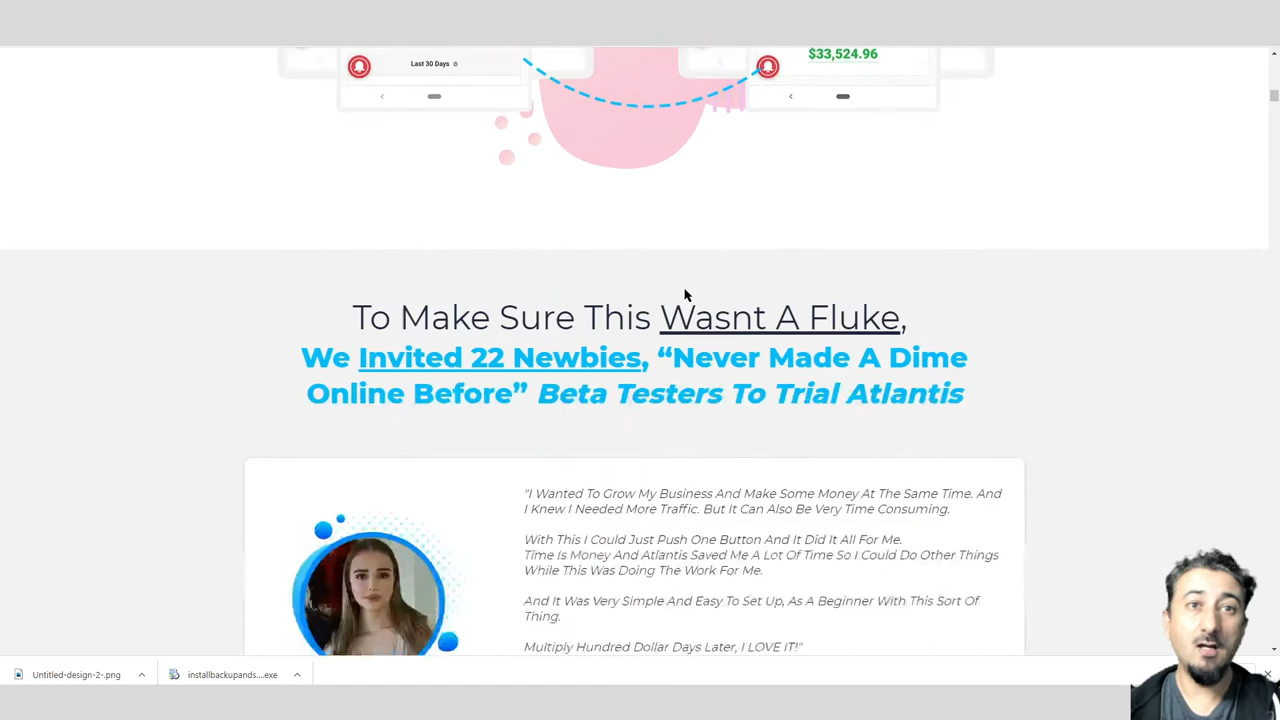 Last 30 Days
$33,524.96
To Make Sure This Wasnt A Fluke,
We Invited 22 Newbies, “Never Made A Dime
Online Before” Beta Testers To Trial Atlantis
"I Wanted To Grow My Business And Make Some Money At The Same Time. And
I Knew I Needed More Traffic. But It Can Also Be Very Time Consuming.
With This I Could Just Push One Button And It Did It All For Me.
Time Is Money And Atlantis Saved Me A Lot Of Time So I Could Do Other Things
While This Was Doing The Work For Me.
And It Was Very Simple And Easy To Set Up, As A Beginner With This Sort Of
Thing.
Multiply Hundred Dollar Days Later, I LOVE IT!"
Untitled-design-2-.png
installbackupands....exe